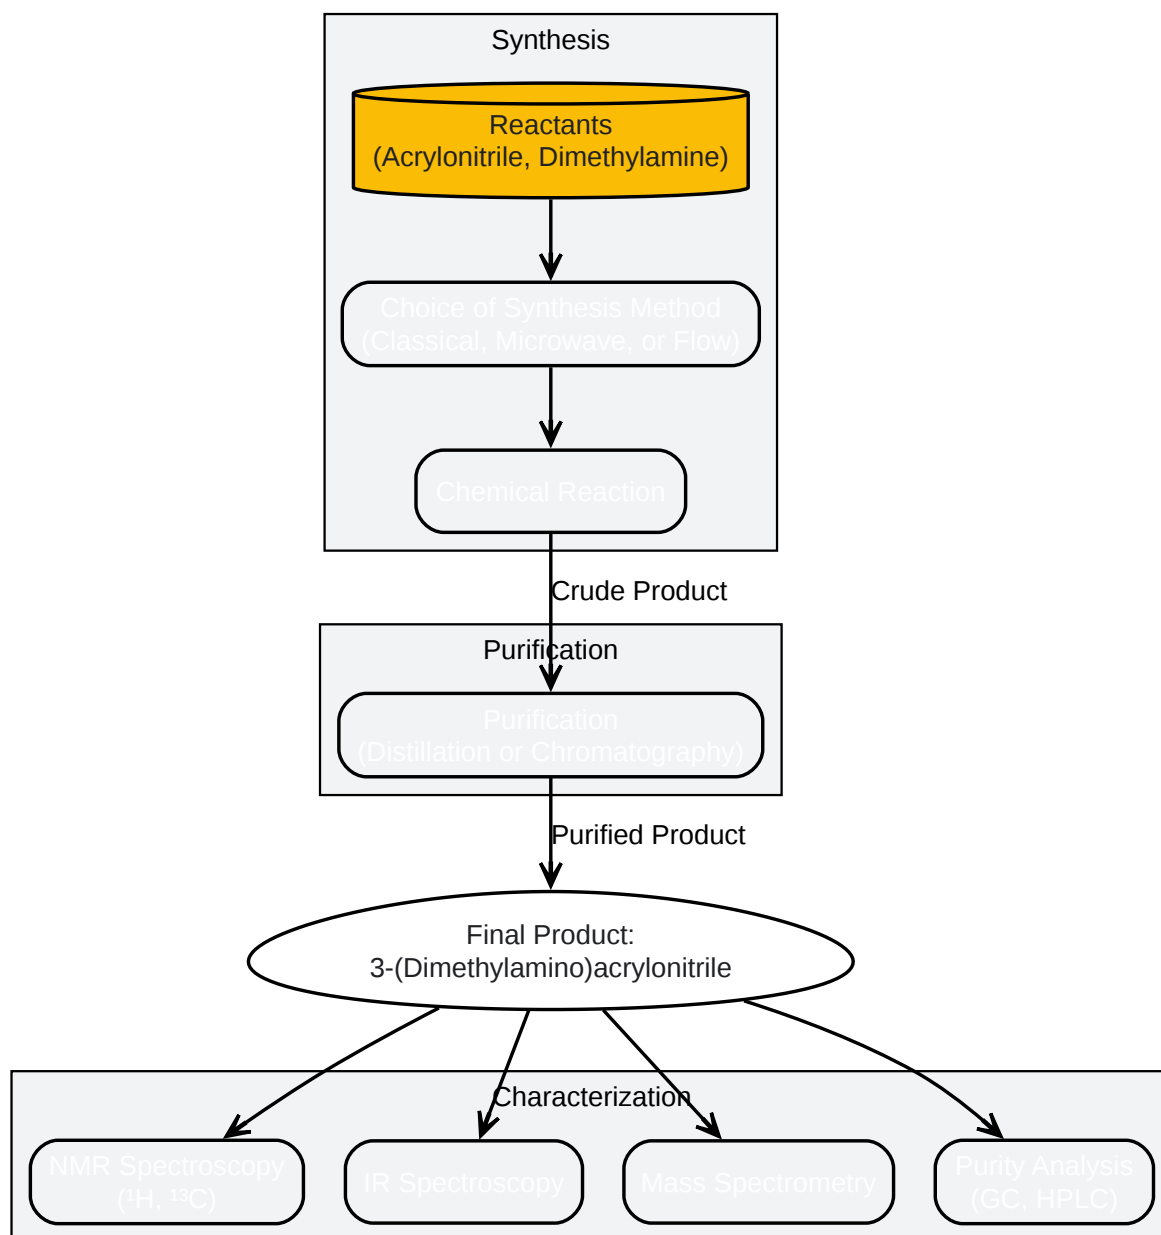 Synthesis
Reactants
(Acrylonitrile, Dimethylamine)
Choice of Synthesis Method
(Classical, Microwave, or Flow)
Chemical Reaction
Crude Product
Purification
Purification
(Distillation or Chromatography)
Purified Product
Final Product:
3-(Dimethylamino)acrylonitrile
Characterization
NMR Spectroscopy
(¹H, ¹³C)
IR Spectroscopy
Mass Spectrometry
Purity Analysis
(GC, HPLC)